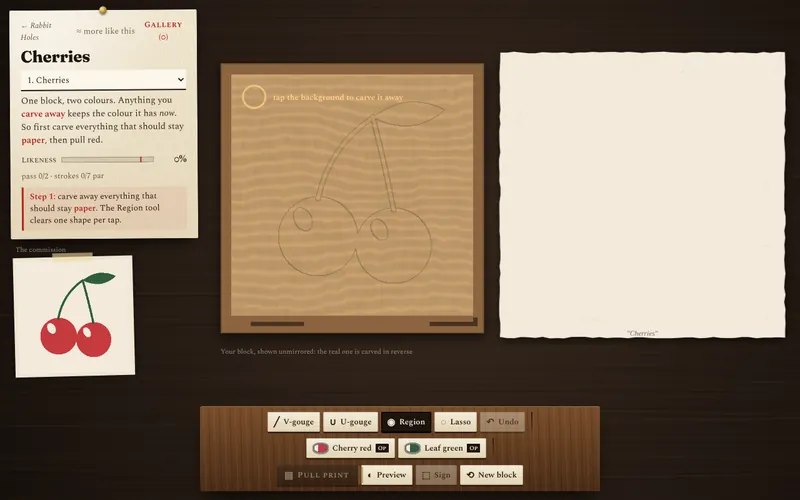 ← Rabbit Holes
≈ more like this
GALLERY (0)
Cherries
1. Cherries
One block, two colours. Anything you
carve away keeps the colour it has now.
So first carve everything that should stay
paper, then pull red.
LIKENESS 0%
pass 0/2 · strokes 0/7 par
Step 1: carve away everything that
should stay paper. The Region tool
clears one shape per tap.
The commission
tap the background to carve it away
Your block, shown unmirrored: the real one is carved in reverse
"Cherries"
V-gouge U-gouge Region Lasso Undo
Cherry red OP Leaf green OP
PULL PRINT Preview Sign New block